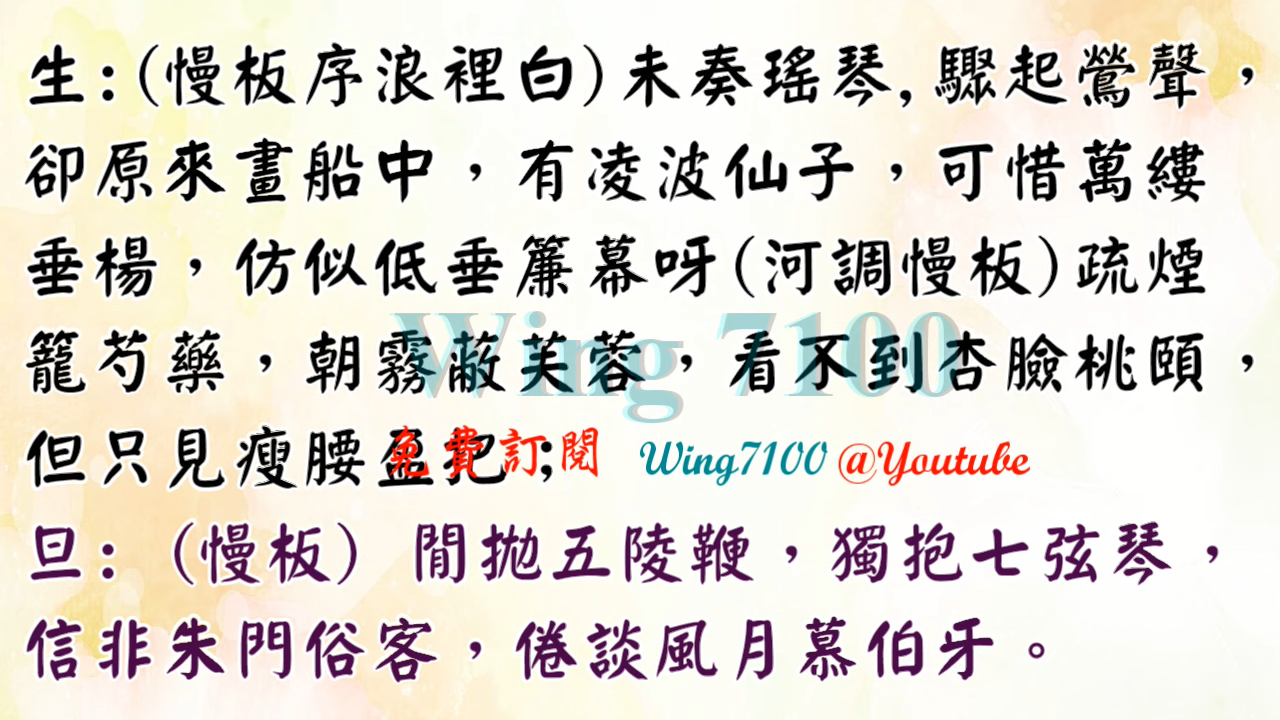 生:(慢板序浪裡白)未奏瑤琴,驟起鶯聲，
卻原來畫船中，有凌波仙子，可惜萬縷
垂楊，仿似低垂簾幕呀(河調慢板)疏煙
籠芍藥，朝霧蔽芙蓉，看不到杏臉桃頤，
但只見瘦腰盈把;
旦: (慢板) 閒拋五陵鞭，獨抱七弦琴，
信非朱門俗客，倦談風月慕伯牙。
Wing 7100
免費訂閱 Wing7100 @Youtube